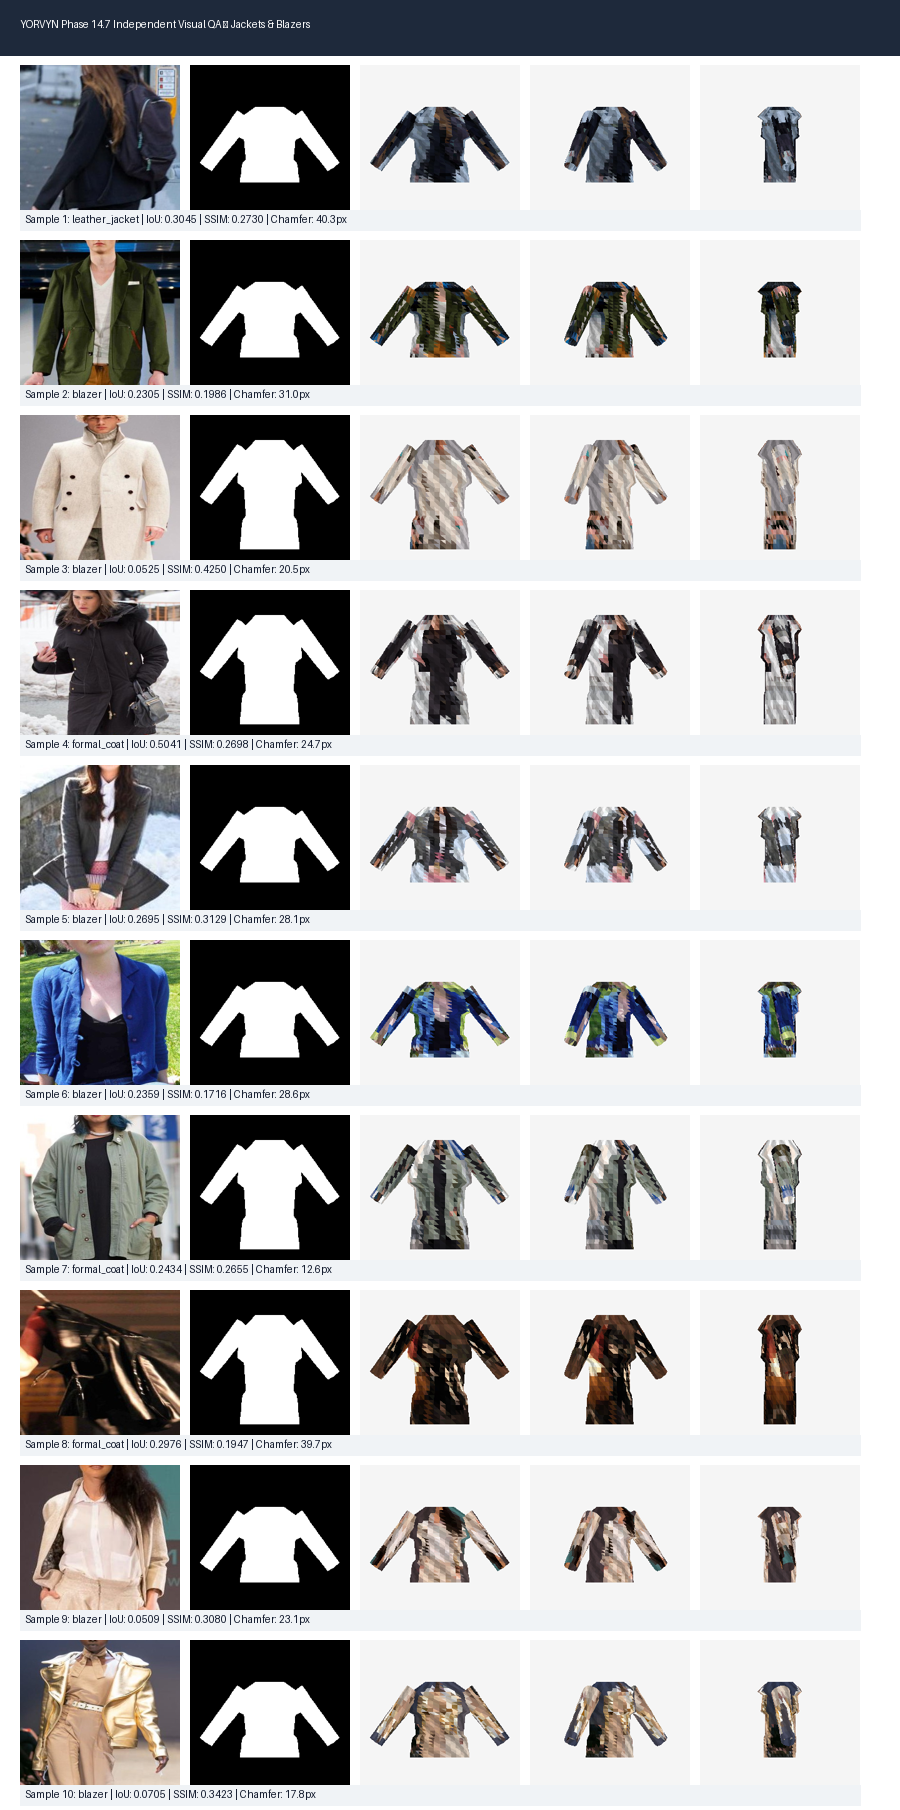 YORVYN Phase 14.7 Independent Visual QA▯ Jackets & Blazers
Sample 1: leather_jacket | IoU: 0.3045 | SSIM: 0.2730 | Chamfer: 40.3px
Sample 2: blazer | IoU: 0.2305 | SSIM: 0.1986 | Chamfer: 31.0px
Sample 3: blazer | IoU: 0.0525 | SSIM: 0.4250 | Chamfer: 20.5px
Sample 4: formal_coat | IoU: 0.5041 | SSIM: 0.2698 | Chamfer: 24.7px
Sample 5: blazer | IoU: 0.2695 | SSIM: 0.3129 | Chamfer: 28.1px
Sample 6: blazer | IoU: 0.2359 | SSIM: 0.1716 | Chamfer: 28.6px
Sample 7: formal_coat | IoU: 0.2434 | SSIM: 0.2655 | Chamfer: 12.6px
Sample 8: formal_coat | IoU: 0.2976 | SSIM: 0.1947 | Chamfer: 39.7px
Sample 9: blazer | IoU: 0.0509 | SSIM: 0.3080 | Chamfer: 23.1px
Sample 10: blazer | IoU: 0.0705 | SSIM: 0.3423 | Chamfer: 17.8px